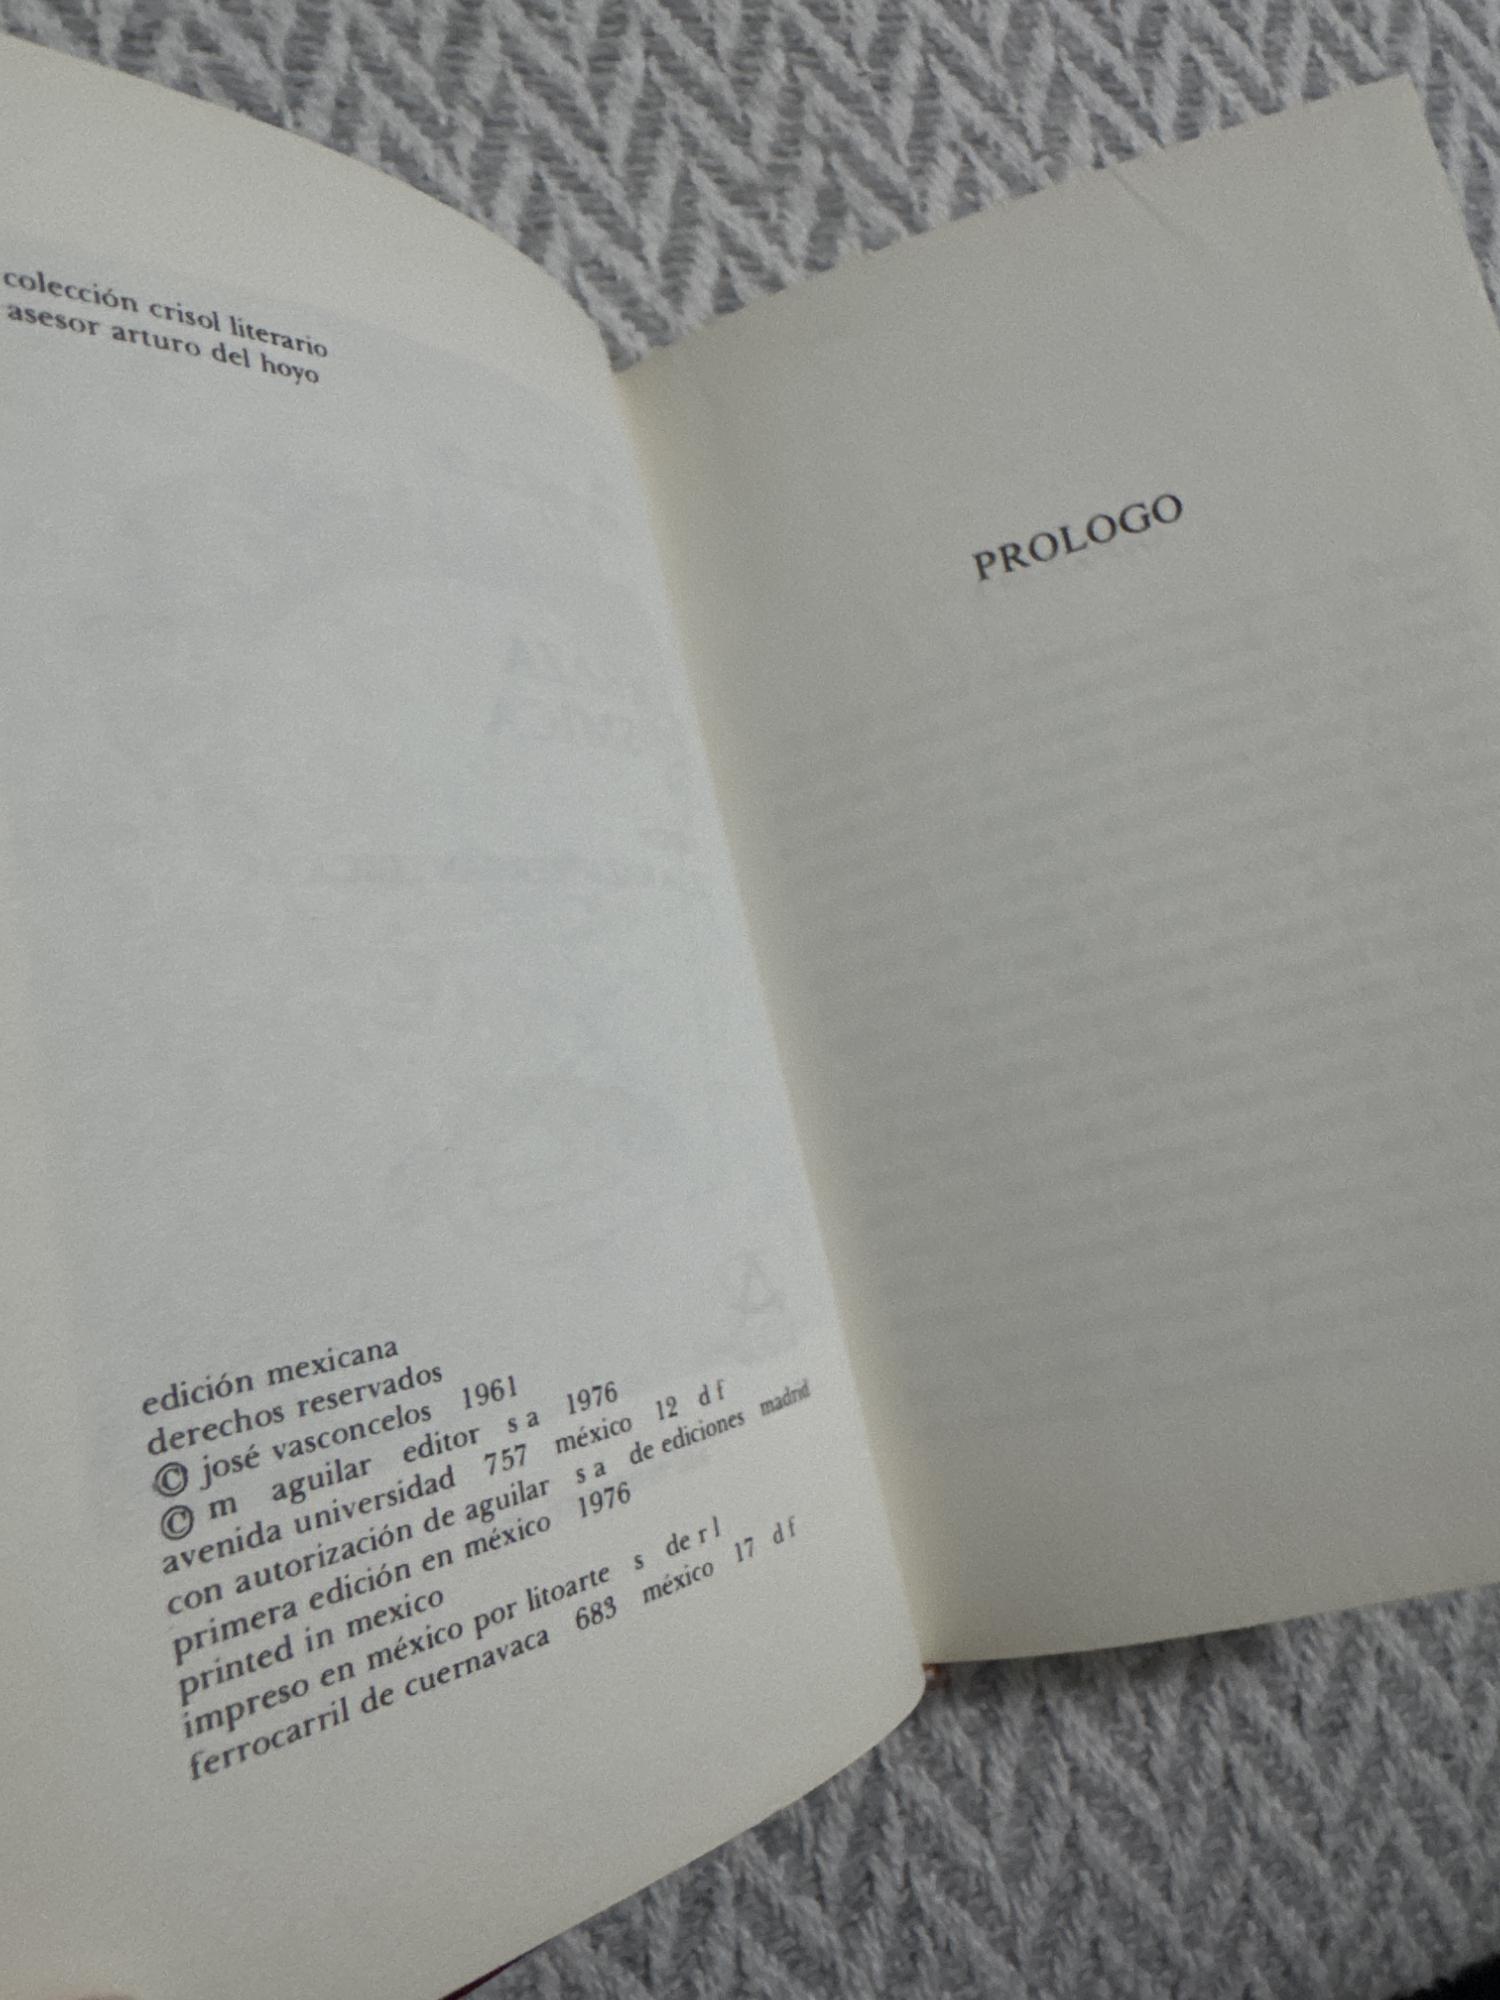 colección crisol literario
asesor arturo del hoyo
edición mexicana
derechos reservados
© josé vasconcelos 1961
© m aguilar editor s a 1976
avenida universidad 757 méxico 12 d f
con autorización de aguilar s a de ediciones madrid
primera edición en méxico 1976
printed in mexico
impreso en méxico por litoarte s de r l
ferrocarril de cuernavaca 683 méxico 17 d f
PROLOGO